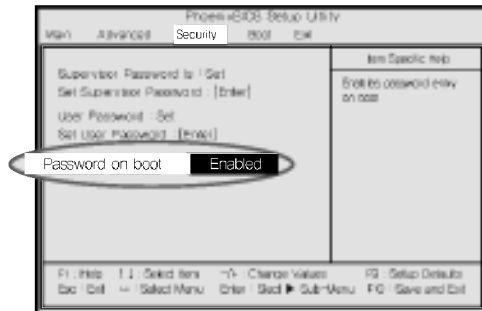 PhoenixBIOS Setup Utility
Main Advanced Security Boot Exit
Item Specific Help
Supervisor Password Is : Set
Set Supervisor Password : [Enter]
Enables password entry
on boot
User Password : Set
Set User Password : [Enter]
Password on boot Enabled
F1 : Help ↑↓ : Select Item -/+ : Change Values F9 : Setup Defaults
Esc : Exit ↔ : Select Menu Enter : Select ▶ Sub-Menu F10 : Save and Exit